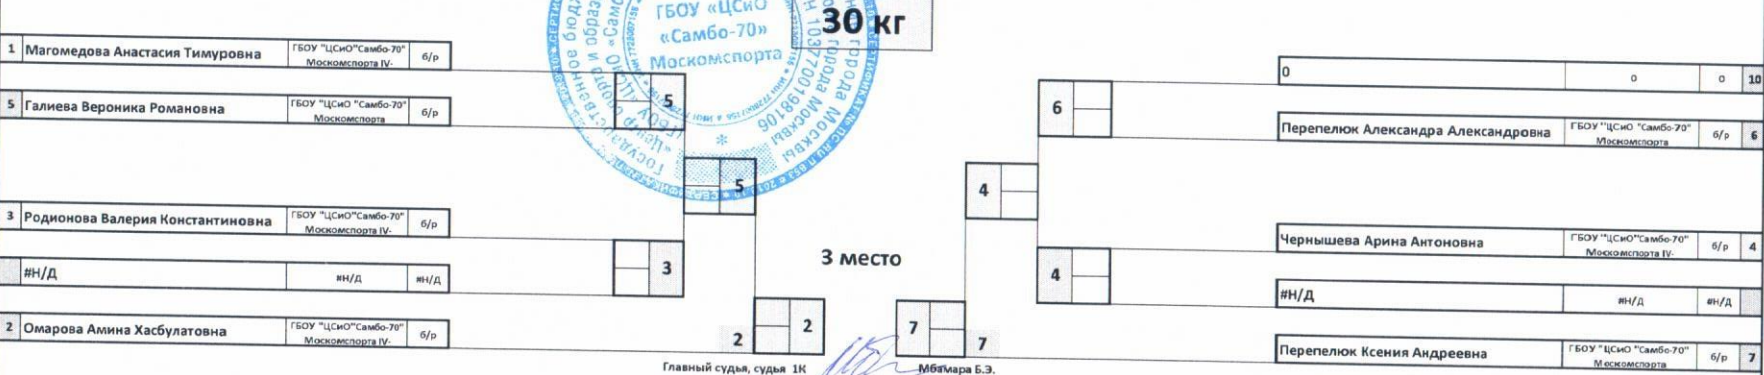 30 кг
ГБОУ «ЦСиО
«Самбо-70»
Москомспорта
1 Магомедова Анастасия Тимуровна ГБОУ "ЦСиО"Самбо-70" Москомспорта IV- б/р
5 Галиева Вероника Романовна ГБОУ "ЦСиО "Самбо-70" Москомспорта б/р
5
5
3 Родионова Валерия Константиновна ГБОУ "ЦСиО"Самбо-70" Москомспорта IV- б/р
#Н/Д #Н/Д #Н/Д
3
2 Омарова Амина Хасбулатовна ГБОУ "ЦСиО"Самбо-70" Москомспорта IV- б/р
2
2
3 место
0 0 0 10
Перепелюк Александра Александровна ГБОУ "ЦСиО "Самбо-70" Москомспорта б/р 6
6
4
Чернышева Арина Антоновна ГБОУ "ЦСиО"Самбо-70" Москомспорта IV- б/р 4
#Н/Д #Н/Д #Н/Д
4
Перепелюк Ксения Андреевна ГБОУ "ЦСиО "Самбо-70" Москомспорта б/р 7
7
7
Главный судья, судья 1К Мбамара Б.Э.